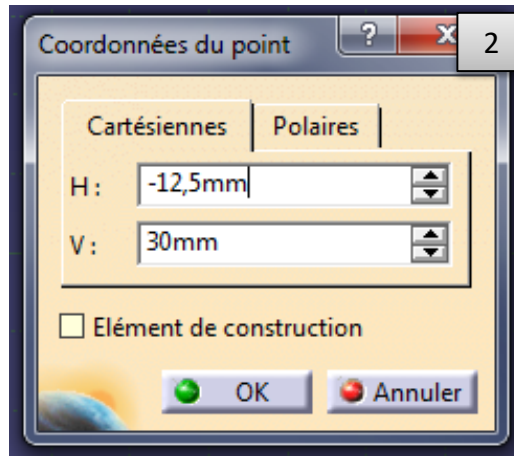 Coordonnées du point ? X 2
Cartésiennes Polaires
H : -12,5mm
V : 30mm
Elément de construction
OK Annuler